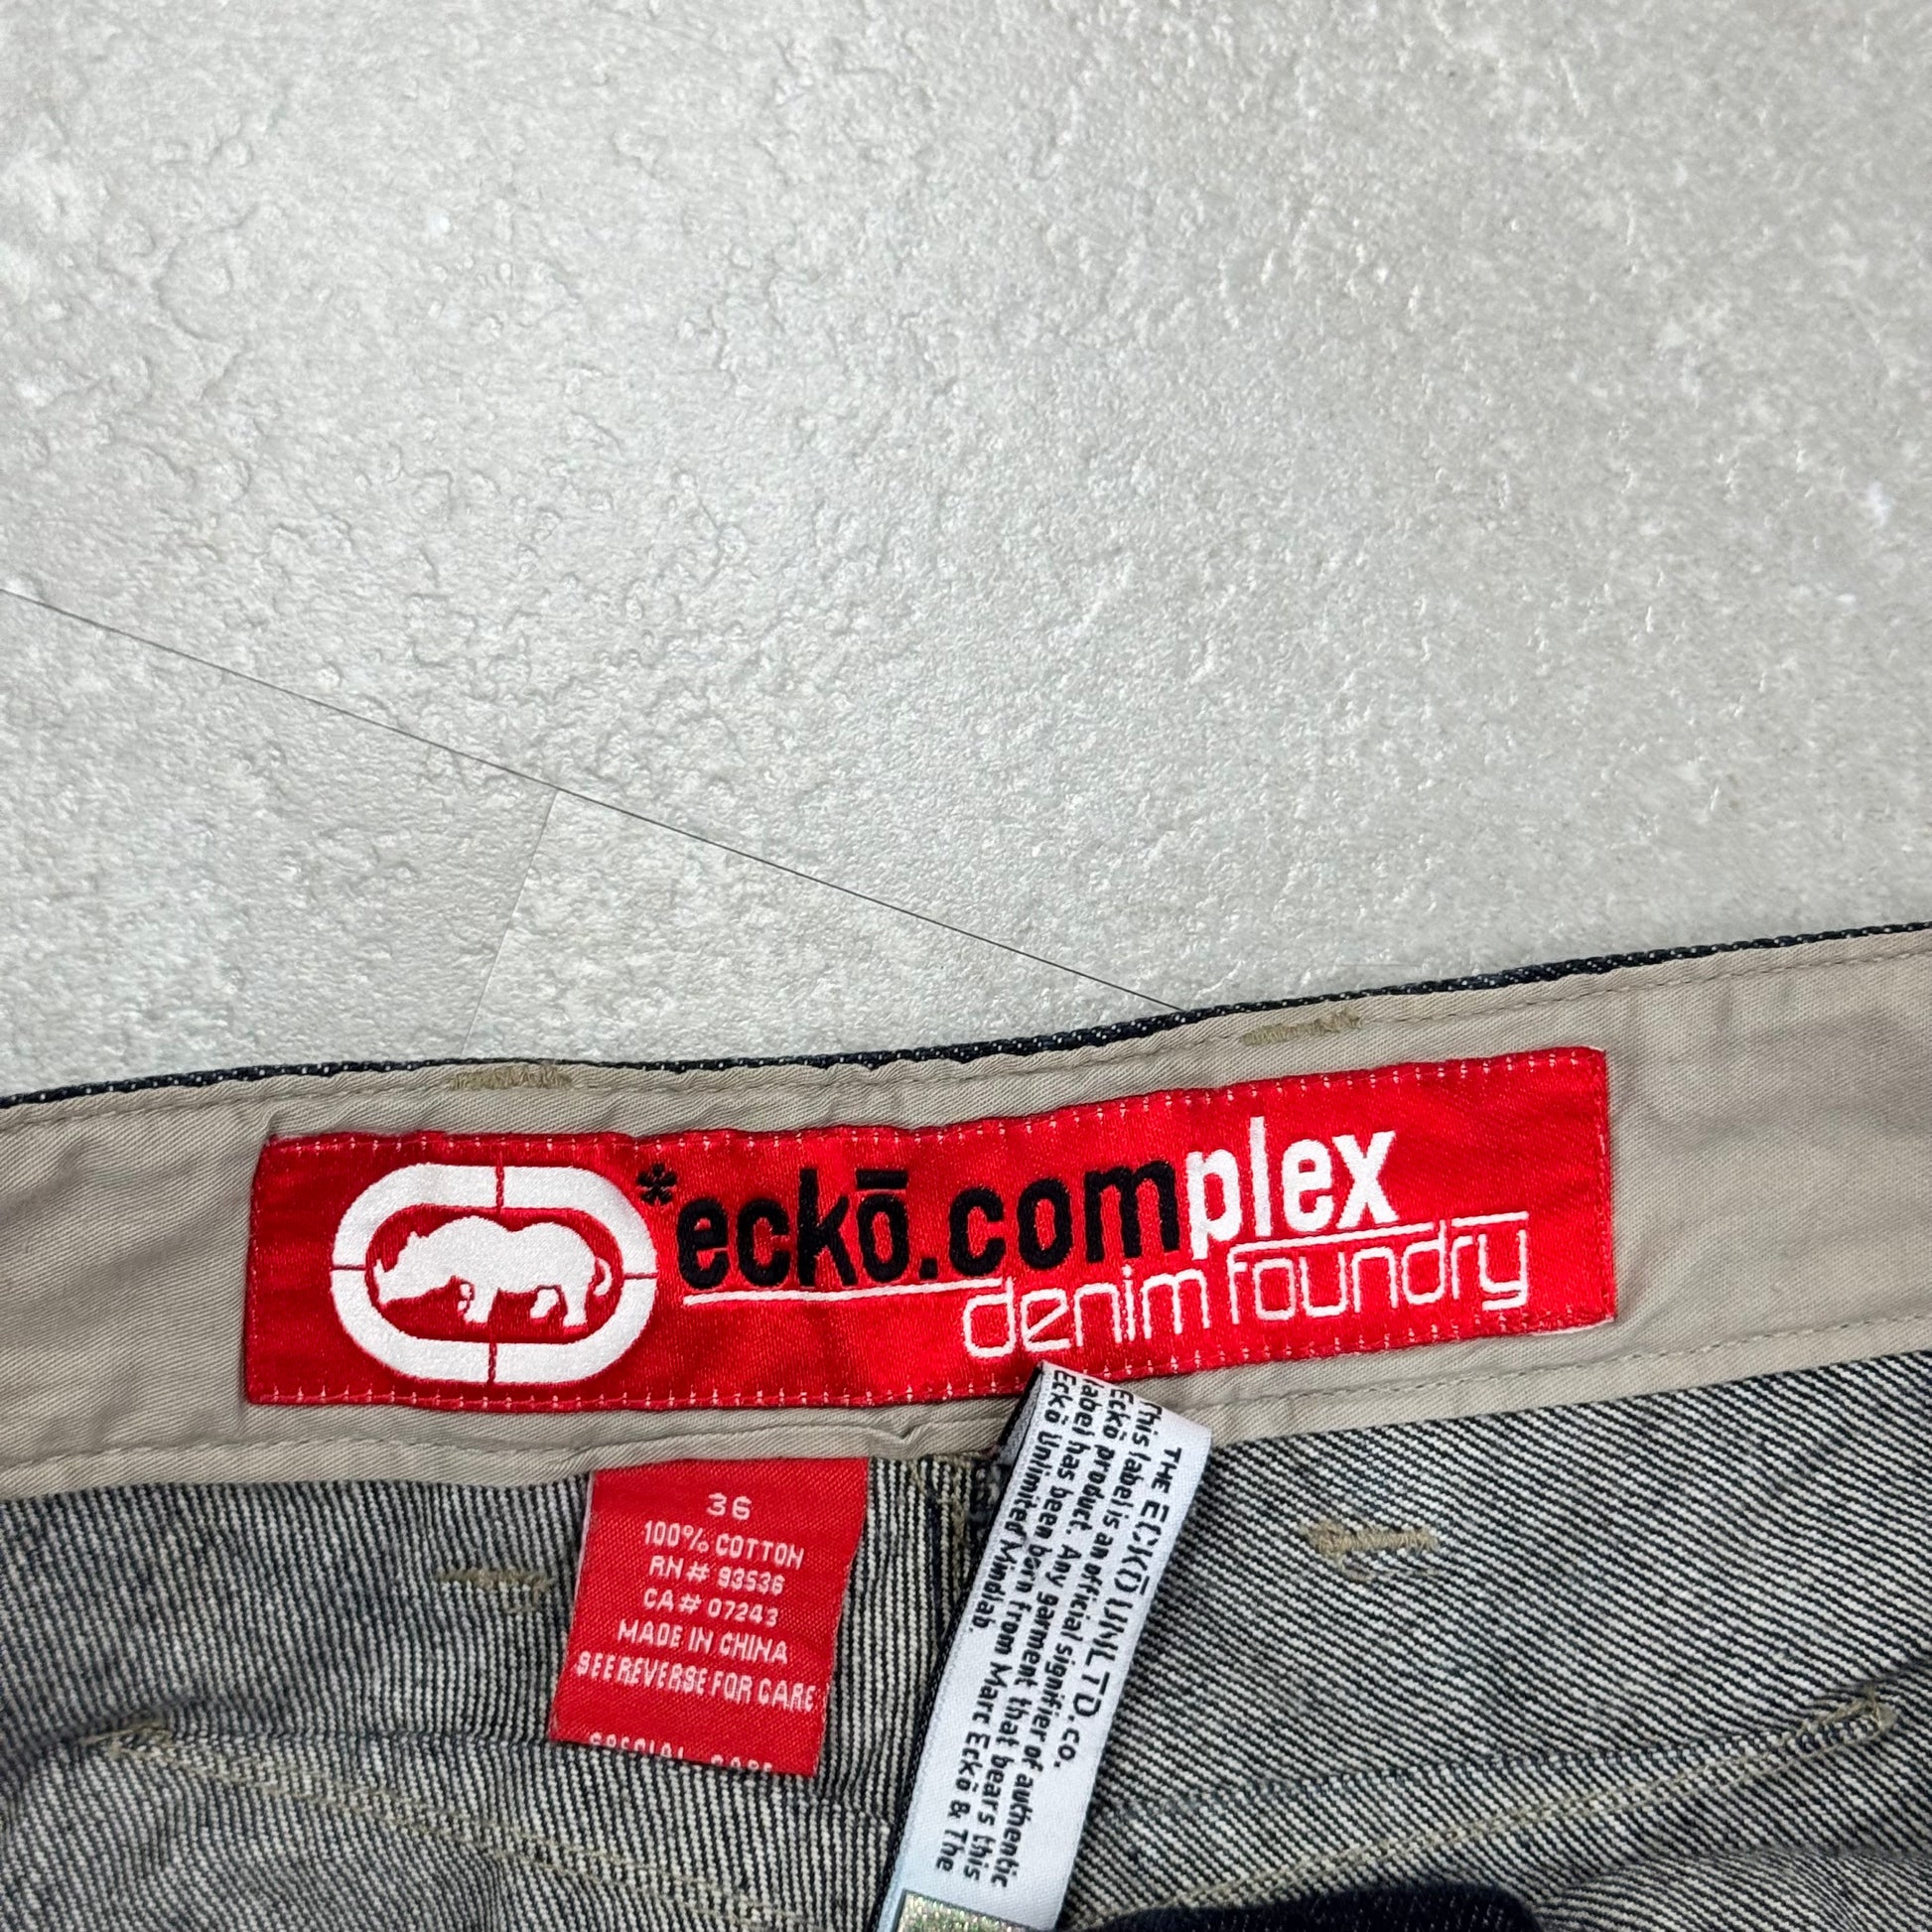 *eckō.complex
denim foundry
36
100% COTTON
RN# 93536
CA# 07243
MADE IN CHINA
SEE REVERSE FOR CARE
SPECIAL CARE
THE ECKŌ UNLTD.CO.
This label is an official signifier of authentic
Eckō product. Any garment that bears this
label has been born from Marc Eckō & The
Eckō Unlimited Mindlab.